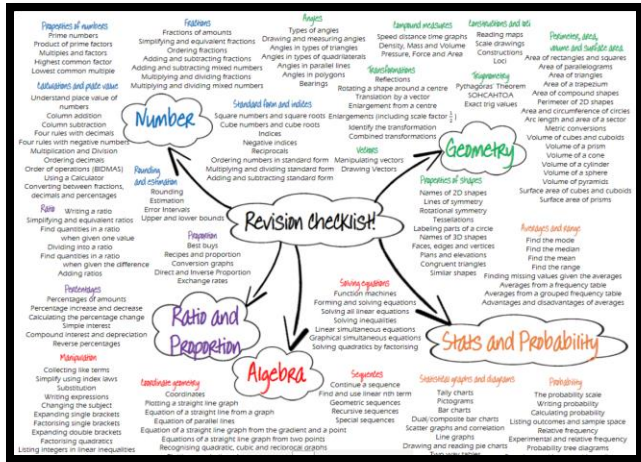 Properties of numbers
Prime numbers
Product of prime factors
Multiples and factors
Highest common factor
Lowest common multiple
Calculations and place value
Understand place value of
numbers
Column addition
Column subtraction
Four rules with decimals
Four rules with negative numbers
Multiplication and Division
Ordering decimals
Order of operations (BIDMAS)
Using a Calculator
Converting between fractions,
decimals and percentages
Fractions
Fractions of amounts
Simplifying and equivalent fractions
Ordering fractions
Adding and subtracting fractions
Adding and subtracting mixed numbers
Multiplying and dividing fractions
Multiplying and dividing mixed numbers
Number
Standard form and indices
Square numbers and square roots
Cube numbers and cube roots
Indices
Negative indices
Reciprocals
Ordering numbers in standard form
Multiplying and dividing standard form
Adding and subtracting standard form
Rounding
and estimation
Rounding
Estimation
Error Intervals
Upper and lower bounds
Angles
Types of angles
Drawing and measuring angles
Angles in types of triangles
Angles in types of quadrilaterals
Angles in parallel lines
Angles in polygons
Bearings
Compound measures
Speed distance time graphs
Density, Mass and Volume
Pressure, Force and Area
Transformations
Reflections
Rotating a shape around a centre
Translation by a vector
Enlargement from a centre
Enlargements (including scale factor
Identify the transformation
Combined transformations
Vectors
Manipulating vectors
Drawing Vectors
Constructions and loci
Reading maps
Scale drawings
Constructions
Loci
Trigonometry
Pythagoras Theorem
SOHCAHTOA
Exact trig values
Geometry
Perimeter, area,
volume and surface area
Area of rectangles and squares
Area of parallelograms
Area of triangles
Area of a trapezium
Area of compound shapes
Perimeter of 2D shapes
Area and circumference of circles
Arc length and area of a sector
Metric conversions
Volume of cubes and cuboids
Volume of a prism
Volume of a cone
Volume of a cylinder
Volume of a sphere
Volume of pyramids
Surface area of cubes and cuboids
Surface area of prisms
Properties of shapes
Names of 2D shapes
Lines of symmetry
Rotational symmetry
Tessellations
Labeling parts of a circle
Names of 3D shapes
Faces, edges and vertices
Plans and elevations
Congruent triangles
Similar shapes
Revision Checklist!
Ratio
Writing a ratio
Simplifying and equivalent ratios
Find quantities in a ratio
when given one value
Dividing into a ratio
Find quantities in a ratio
when given the difference
Adding ratios
Proportion
Best buys
Recipes and proportion
Conversion graphs
Direct and Inverse Proportion
Exchange rates
Percentages
Percentages of amounts
Percentage increase and decrease
Calculating the percentage change
Simple interest
Compound interest and depreciation
Reverse percentages
Ratio and
Proportion
Averages and range
Find the mode
Find the median
Find the mean
Find the range
Finding missing values given the averages
Averages from a frequency table
Averages from a grouped frequency table
Advantages and disadvantages of averages
Stats and Probability
Solving equations
Function machines
Forming and solving equations
Solving all linear equations
Solving inequalities
Linear simultaneous equations
Graphical simultaneous equations
Solving quadratics by factorising
Algebra
Manipulation
Collecting like terms
Simplify using index laws
Substitution
Writing expressions
Changing the subject
Expanding single brackets
Factorising single brackets
Expanding double brackets
Factorising quadratics
Listing integers in linear inequalities
Coordinate geometry
Coordinates
Plotting a straight line graph
Equation of a straight line from a graph
Equation of parallel lines
Equation of a straight line from the gradient and a point
Equations of a straight line from two points
Recognising quadratic, cubic and reciprocal graphs
Sequences
Continue a sequence
Find and use linear nth term
Geometric sequences
Recursive sequences
Special sequences
Statistical graphs and diagrams
Tally charts
Pictograms
Bar charts
Dual/composite bar charts
Scatter graphs and correlation
Line graphs
Drawing and reading pie charts
Two way tables
Probability
The probability scale
Writing probability
Calculating probability
Listing outcomes and sample space
Relative frequency
Experimental and relative frequency
Probability tree diagrams